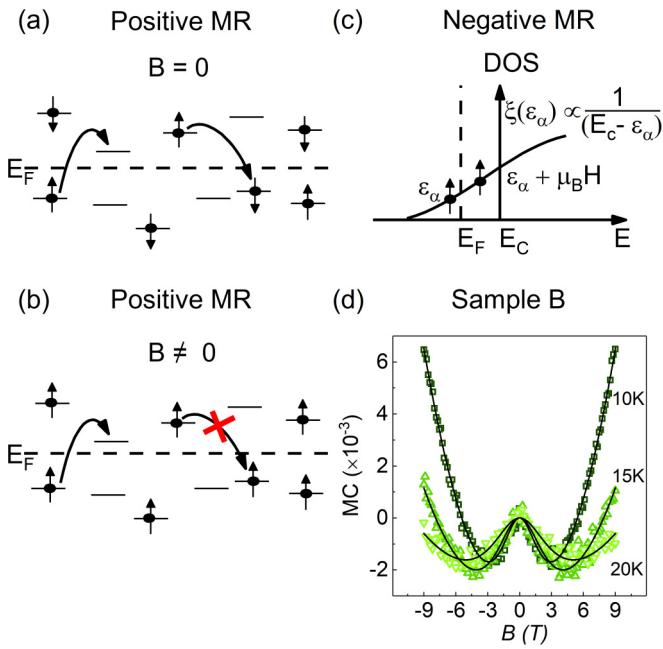 (a) Positive MR
B = 0
E_F
(c) Negative MR
DOS
ξ(ε_α) ∝ 1/(E_c - ε_α)
ε_α
ε_α + μ_B H
E_F E_C E
(b) Positive MR
B ≠ 0
E_F
(d) Sample B
MC (×10⁻³)
6
4
2
0
-2
10K
15K
20K
-9 -6 -3 0 3 6 9
B (T)